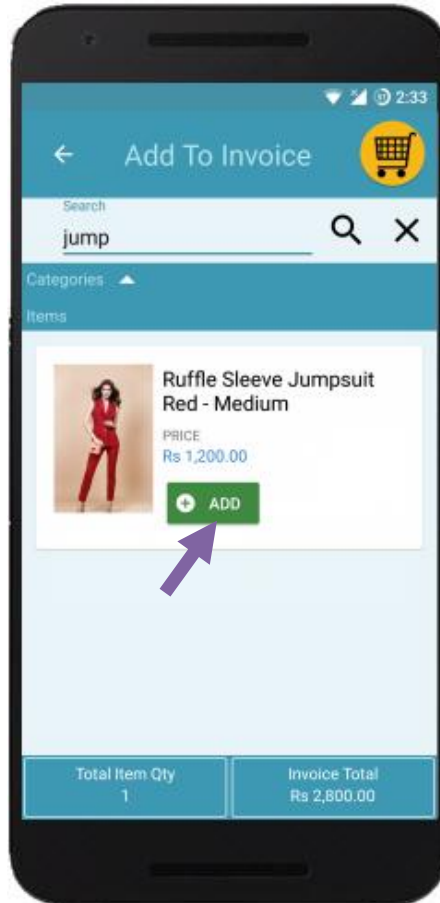 2:33
Add To Invoice
Search
jump
Categories
Items
Ruffle Sleeve Jumpsuit
Red - Medium
PRICE
Rs 1,200.00
ADD
Total Item Qty
1
Invoice Total
Rs 2,800.00